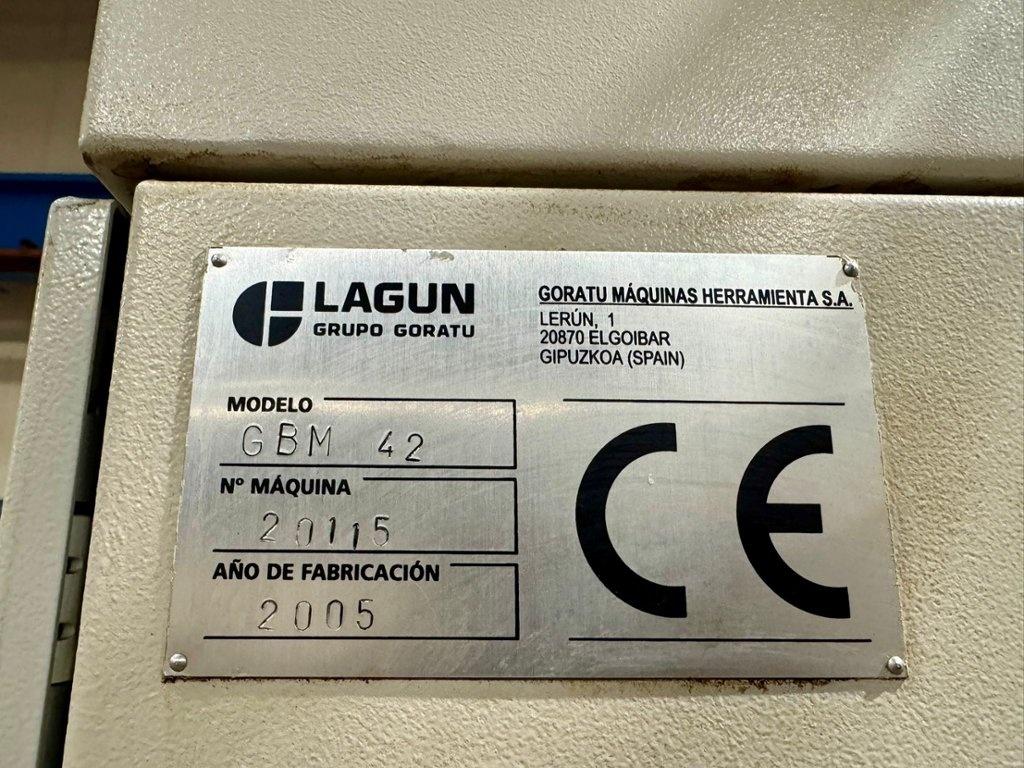 LAGUN
GRUPO GORATU
GORATU MÁQUINAS HERRAMIENTA S.A.
LERÚN, 1
20870 ELGOIBAR
GIPUZKOA (SPAIN)
MODELO
GBM 42
Nº MÁQUINA
20115
AÑO DE FABRICACIÓN
2005
CE